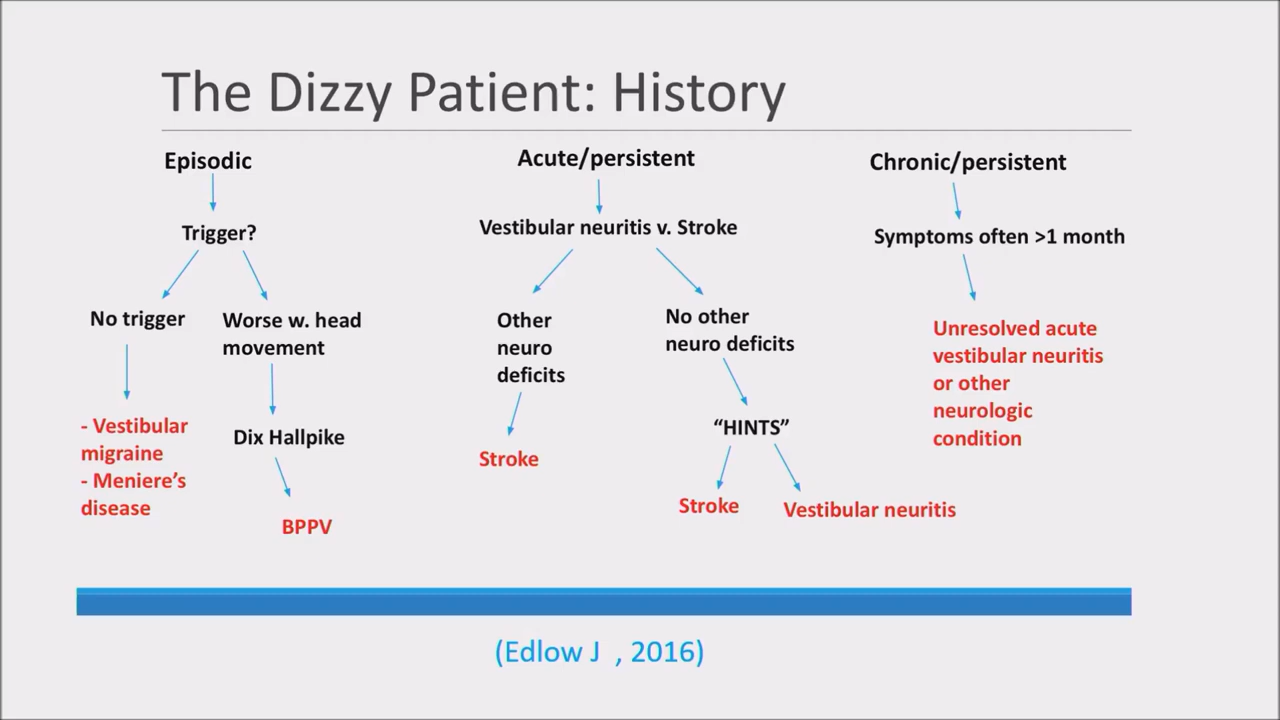 The Dizzy Patient: History
Episodic
Trigger?
No trigger
- Vestibular
migraine
- Meniere’s
disease
Worse w. head
movement
Dix Hallpike
BPPV
Acute/persistent
Vestibular neuritis v. Stroke
Other
neuro
deficits
Stroke
No other
neuro deficits
“HINTS”
Stroke
Vestibular neuritis
Chronic/persistent
Symptoms often >1 month
Unresolved acute
vestibular neuritis
or other
neurologic
condition
(Edlow J , 2016)